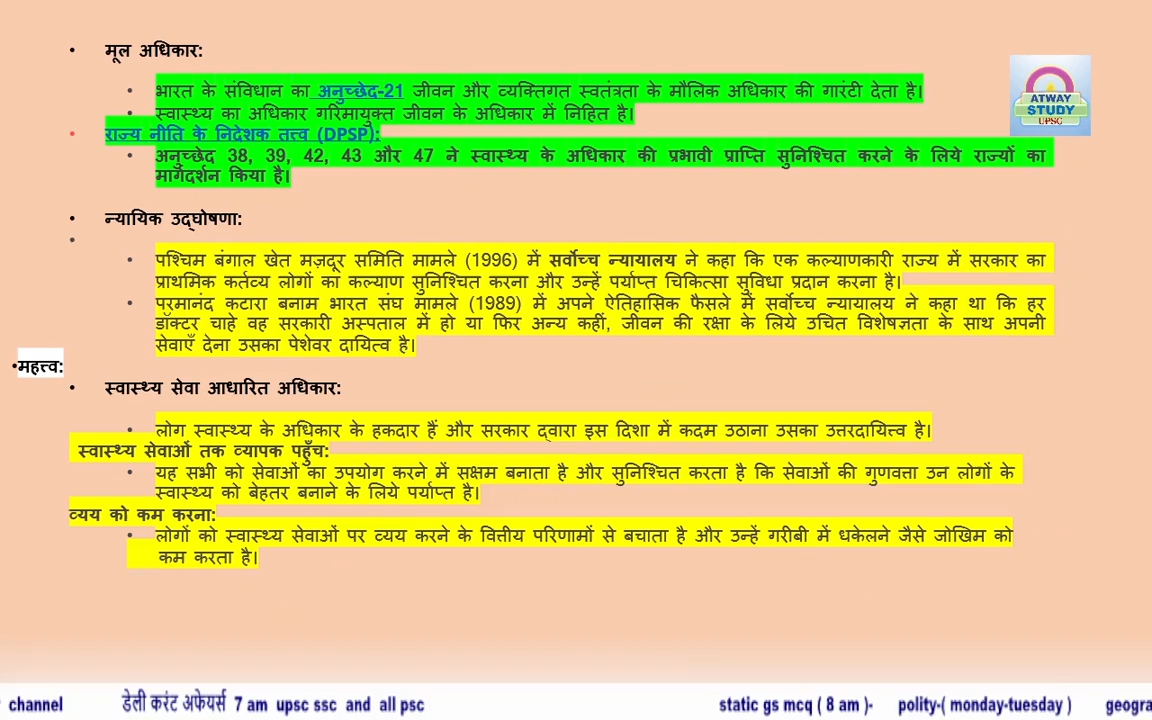 • मूल अधिकार:
• भारत के संविधान का अनुच्छेद-21 जीवन और व्यक्तिगत स्वतंत्रता के मौलिक अधिकार की गारंटी देता है।
ATWAY
STUDY
UPSC
• स्वास्थ्य का अधिकार गरिमायुक्त जीवन के अधिकार में निहित है।
• राज्य नीति के निदेशक तत्त्व (DPSP):
• अनुच्छेद 38, 39, 42, 43 और 47 ने स्वास्थ्य के अधिकार की प्रभावी प्राप्ति सुनिश्चित करने के लिये राज्यों का
मार्गदर्शन किया है।
• न्यायिक उद्घोषणा:
•
• पश्चिम बंगाल खेत मज़दूर समिति मामले (1996) में सर्वोच्च न्यायालय ने कहा कि एक कल्याणकारी राज्य में सरकार का
प्राथमिक कर्तव्य लोगों का कल्याण सुनिश्चित करना और उन्हें पर्याप्त चिकित्सा सुविधा प्रदान करना है।
• परमानंद कटारा बनाम भारत संघ मामले (1989) में अपने ऐतिहासिक फैसले में सर्वोच्च न्यायालय ने कहा था कि हर
डॉक्टर चाहे वह सरकारी अस्पताल में हो या फिर अन्य कहीं, जीवन की रक्षा के लिये उचित विशेषज्ञता के साथ अपनी
सेवाएँ देना उसका पेशेवर दायित्व है।
•महत्त्व:
• स्वास्थ्य सेवा आधारित अधिकार:
• लोग स्वास्थ्य के अधिकार के हकदार हैं और सरकार द्वारा इस दिशा में कदम उठाना उसका उत्तरदायित्व है।
स्वास्थ्य सेवाओं तक व्यापक पहुँच:
• यह सभी को सेवाओं का उपयोग करने में सक्षम बनाता है और सुनिश्चित करता है कि सेवाओं की गुणवत्ता उन लोगों के
स्वास्थ्य को बेहतर बनाने के लिये पर्याप्त है।
व्यय को कम करना:
• लोगों को स्वास्थ्य सेवाओं पर व्यय करने के वित्तीय परिणामों से बचाता है और उन्हें गरीबी में धकेलने जैसे जोखिम को
कम करता है।
channel डेली करंट अफेयर्स 7 am upsc ssc and all psc static gs mcq ( 8 am )- polity-( monday-tuesday ) geogra